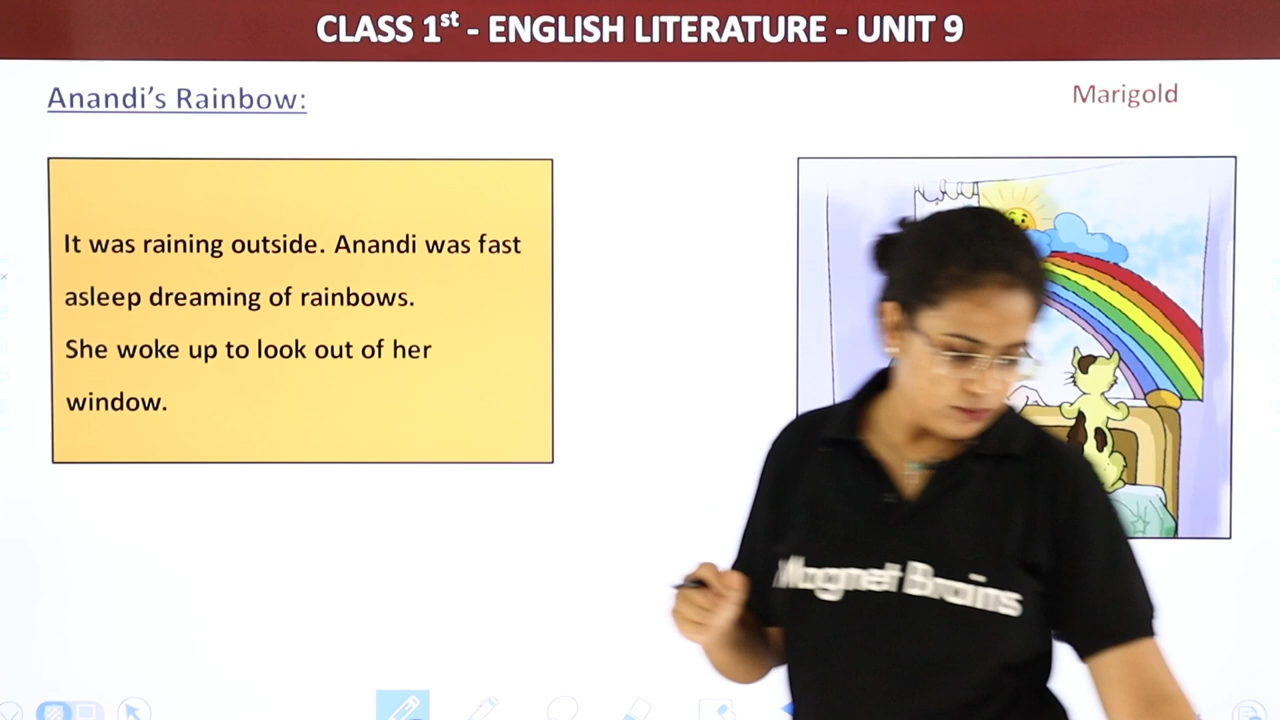 CLASS 1st - ENGLISH LITERATURE - UNIT 9
Anandi's Rainbow:
Marigold
It was raining outside. Anandi was fast
asleep dreaming of rainbows.
She woke up to look out of her
window.
Magnet Brains